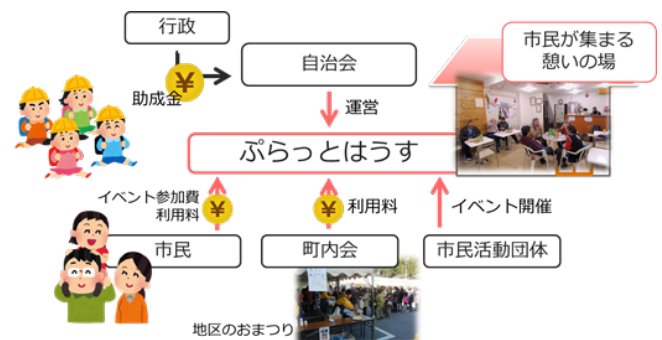 行政
市民が集まる
憩いの場
自治会
¥
助成金
運営
ぷらっとはうす
イベント参加費
利用料
¥
¥
利用料
イベント開催
市民
町内会
市民活動団体
地区のおまつり